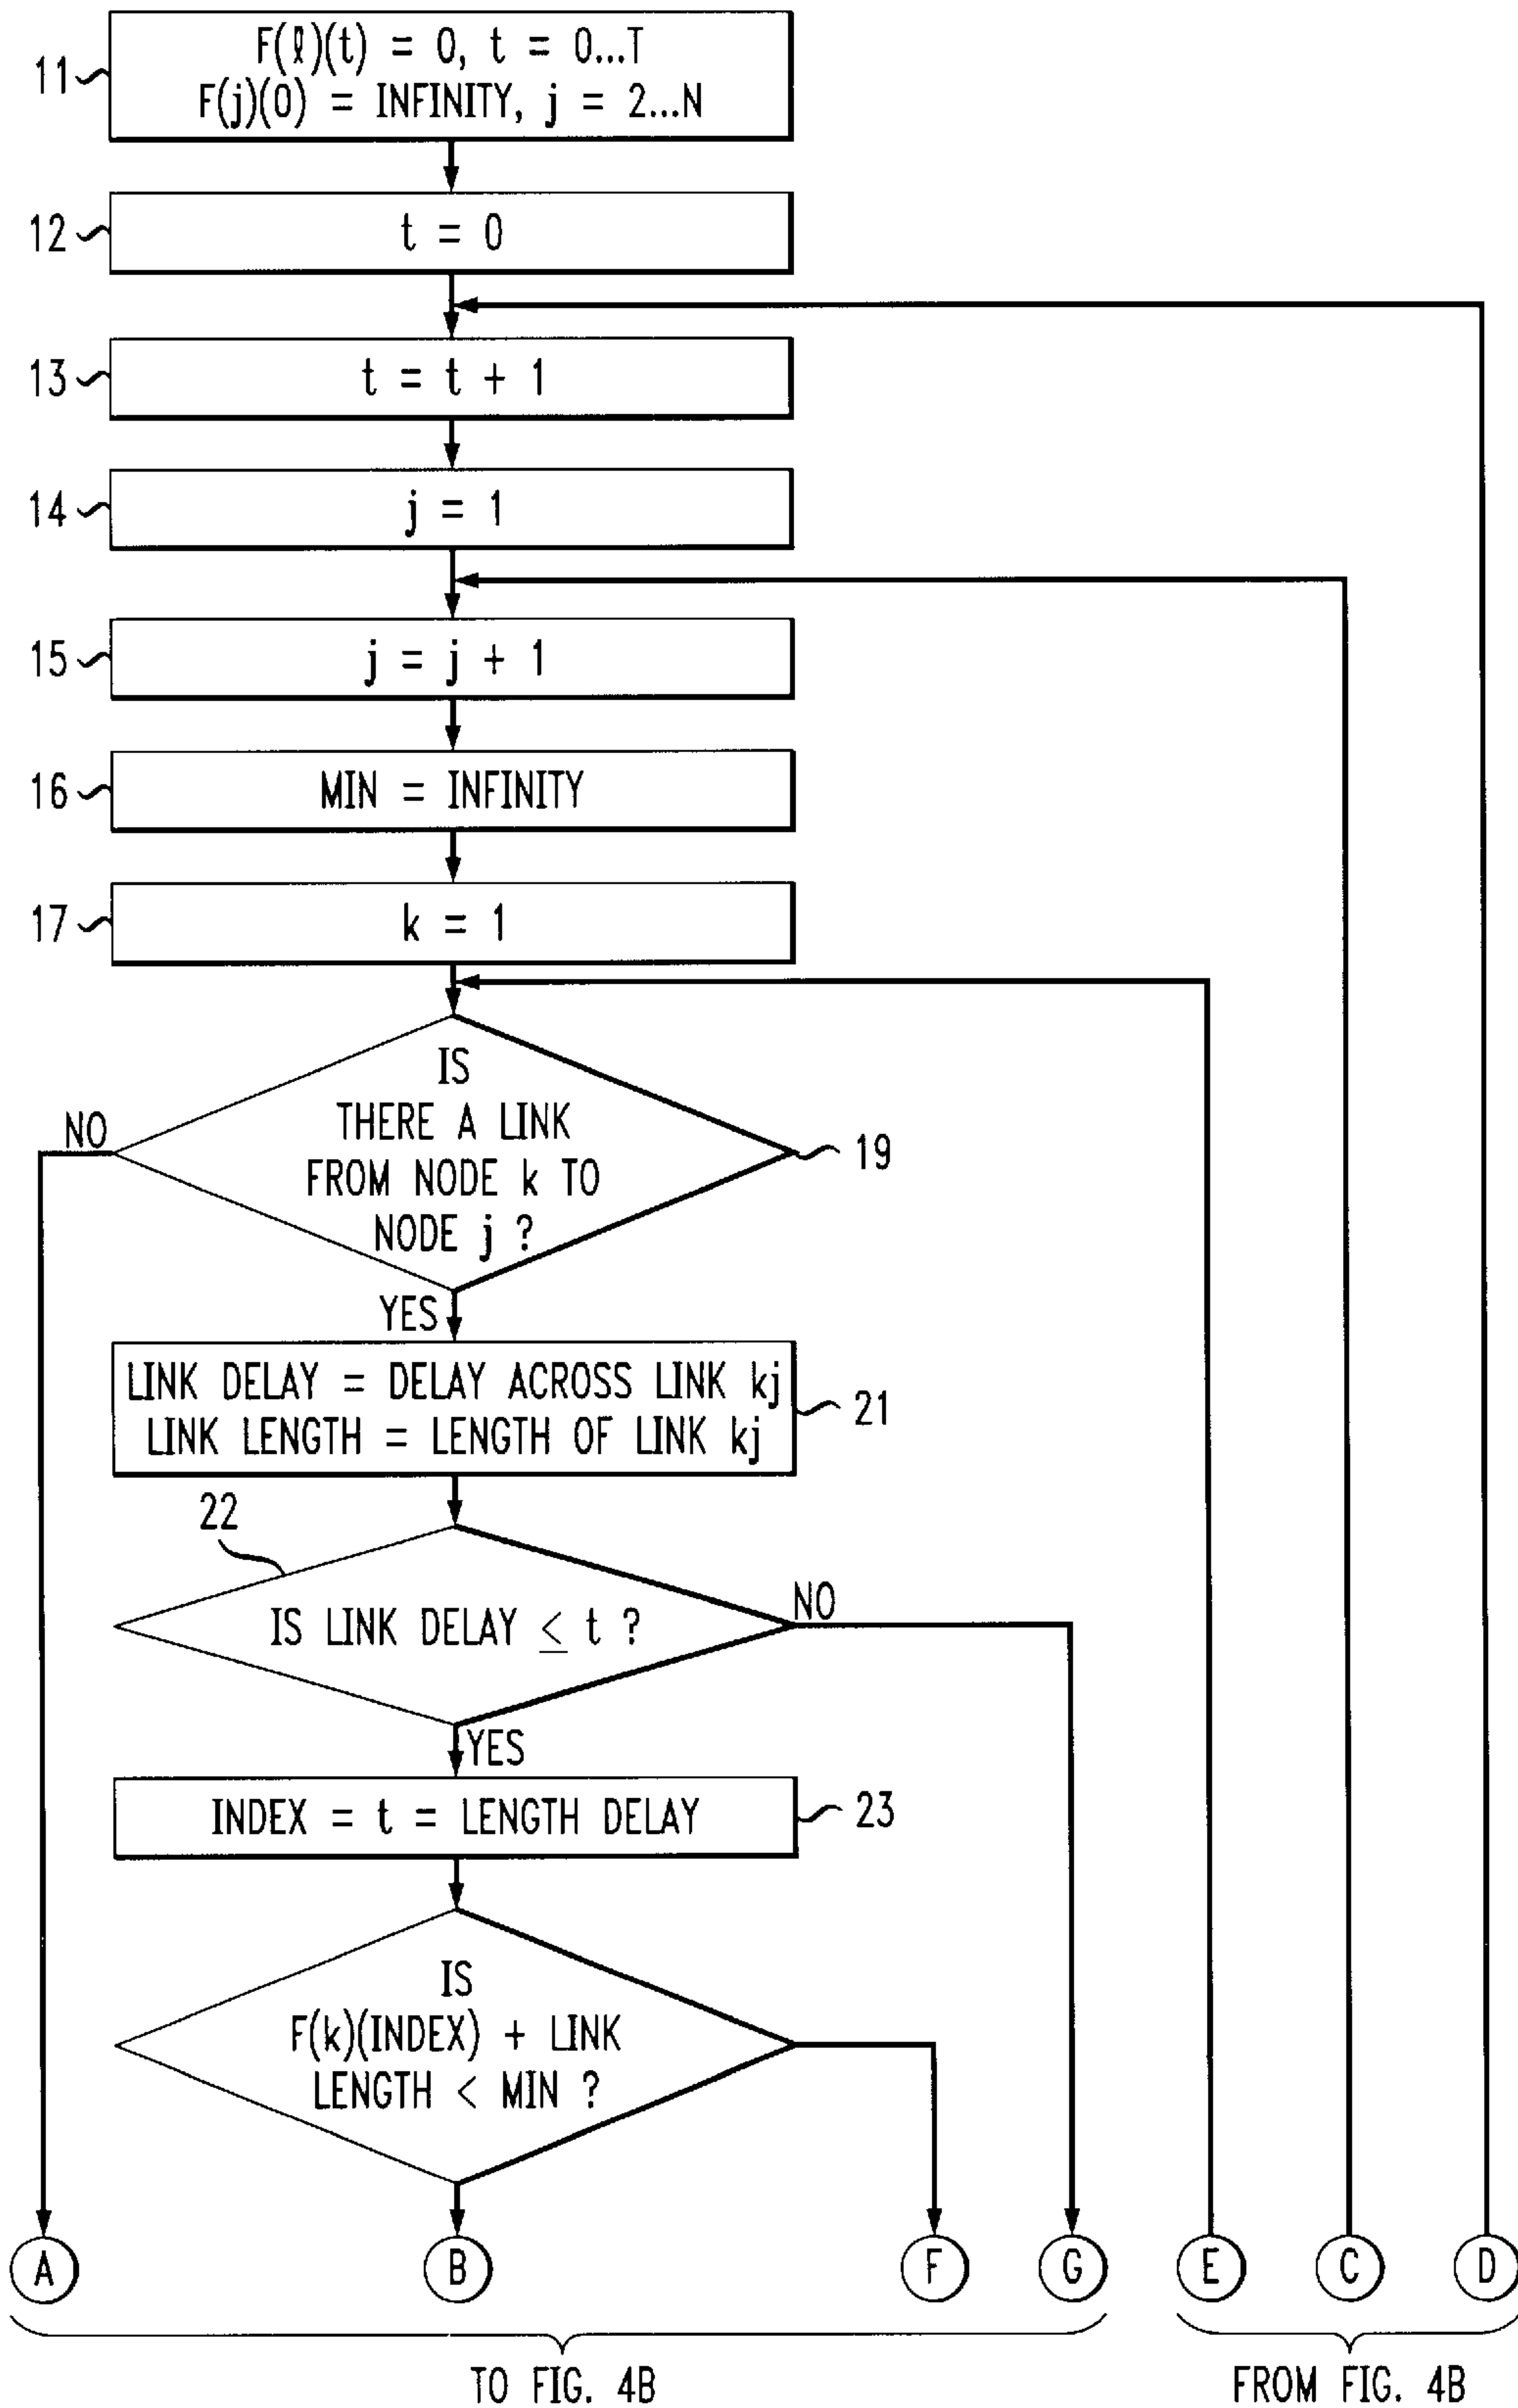 11
F(ℓ)(t) = 0, t = 0...T
F(j)(0) = INFINITY, j = 2...N
12
t = 0
13
t = t + 1
14
j = 1
15
j = j + 1
16
MIN = INFINITY
17
k = 1
IS
THERE A LINK
FROM NODE k TO
NODE j ?
NO
19
YES
LINK DELAY = DELAY ACROSS LINK kj
LINK LENGTH = LENGTH OF LINK kj
21
22
IS LINK DELAY ≤ t ?
NO
YES
INDEX = t = LENGTH DELAY
23
IS
F(k)(INDEX) + LINK
LENGTH < MIN ?
A
B
F
G
E
C
D
TO FIG. 4B
FROM FIG. 4B